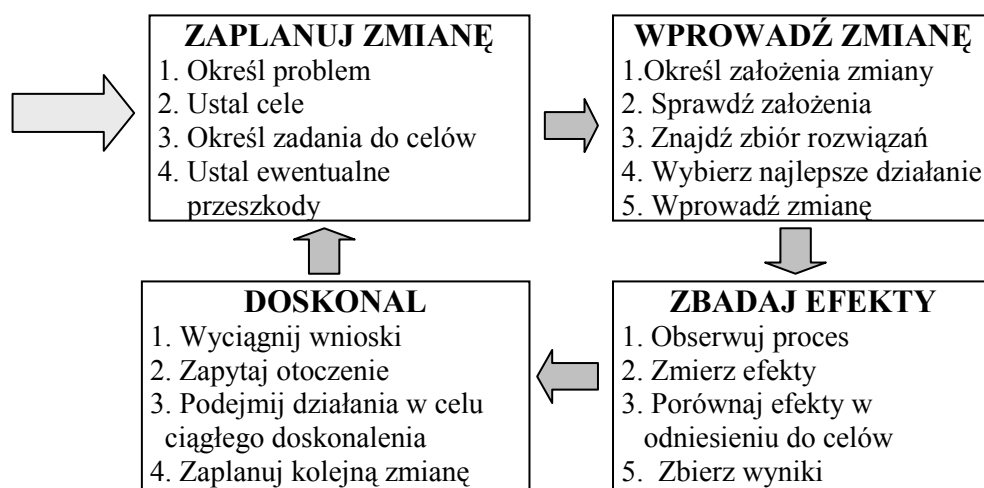 ZAPLANUJ ZMIANĘ
1. Określ problem
2. Ustal cele
3. Określ zadania do celów
4. Ustal ewentualne
przeszkody
WPROWADŹ ZMIANĘ
1.Określ założenia zmiany
2. Sprawdź założenia
3. Znajdź zbiór rozwiązań
4. Wybierz najlepsze działanie
5. Wprowadź zmianę
DOSKONAL
1. Wyciągnij wnioski
2. Zapytaj otoczenie
3. Podejmij działania w celu
ciągłego doskonalenia
4. Zaplanuj kolejną zmianę
ZBADAJ EFEKTY
1. Obserwuj proces
2. Zmierz efekty
3. Porównaj efekty w
odniesieniu do celów
5. Zbierz wyniki